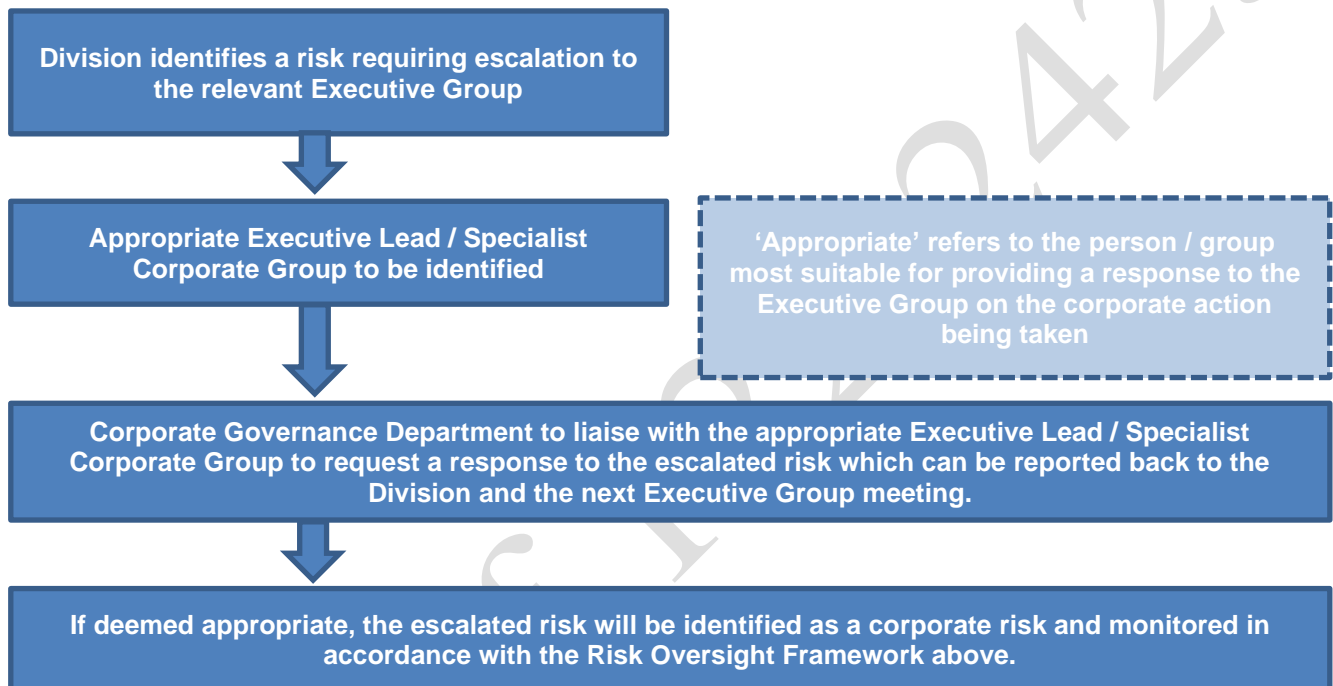 Division identifies a risk requiring escalation to
the relevant Executive Group
Appropriate Executive Lead / Specialist
Corporate Group to be identified
‘Appropriate’ refers to the person / group
most suitable for providing a response to the
Executive Group on the corporate action
being taken
Corporate Governance Department to liaise with the appropriate Executive Lead / Specialist
Corporate Group to request a response to the escalated risk which can be reported back to the
Division and the next Executive Group meeting.
If deemed appropriate, the escalated risk will be identified as a corporate risk and monitored in
accordance with the Risk Oversight Framework above.